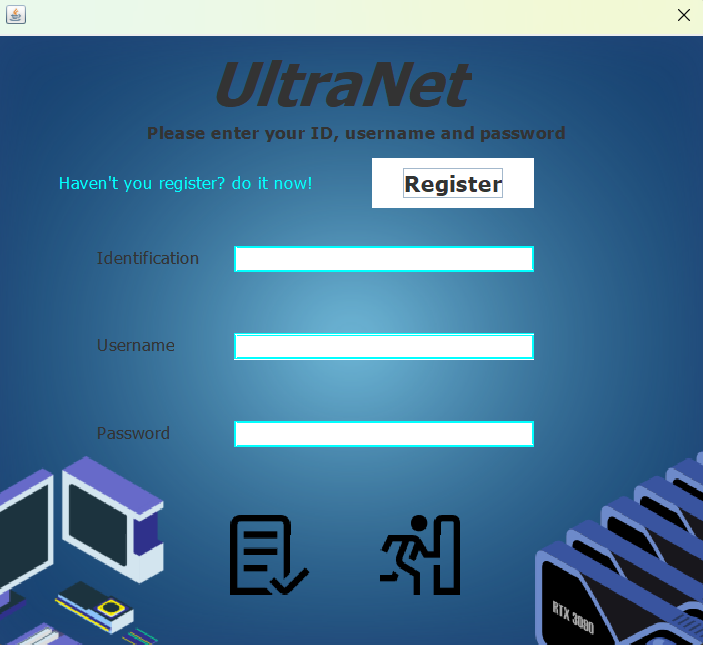 UltraNet
Please enter your ID, username and password
Haven't you register? do it now!
Register
Identification
Username
Password
RTX 3080